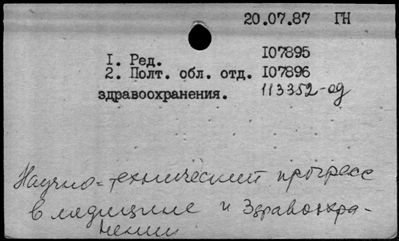 20.07.87 ГН
1. Ред. 107895
2. Полт. обл. отд. 107896
здравоохранения. 113352-од
Научно-технический прогресс
в медицине и Здравоохра-
нении